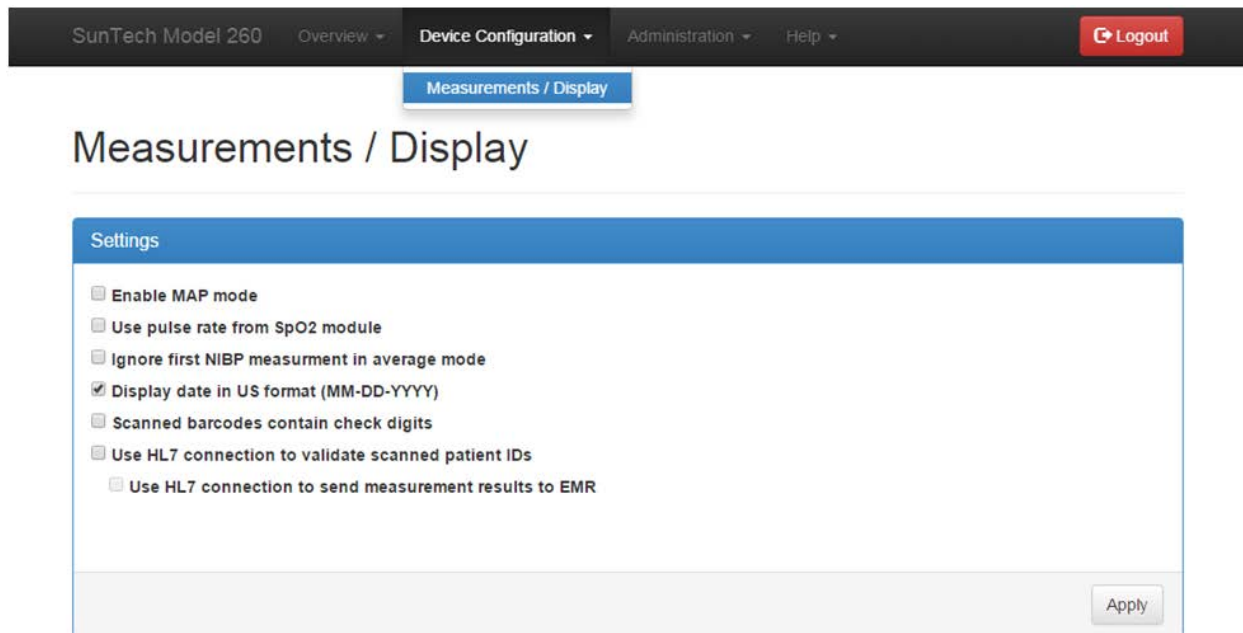 SunTech Model 260 Overview Device Configuration Administration Help Logout
Measurements / Display
Measurements / Display
Settings
Enable MAP mode
Use pulse rate from SpO2 module
Ignore first NIBP measurment in average mode
Display date in US format (MM-DD-YYYY)
Scanned barcodes contain check digits
Use HL7 connection to validate scanned patient IDs
Use HL7 connection to send measurement results to EMR
Apply